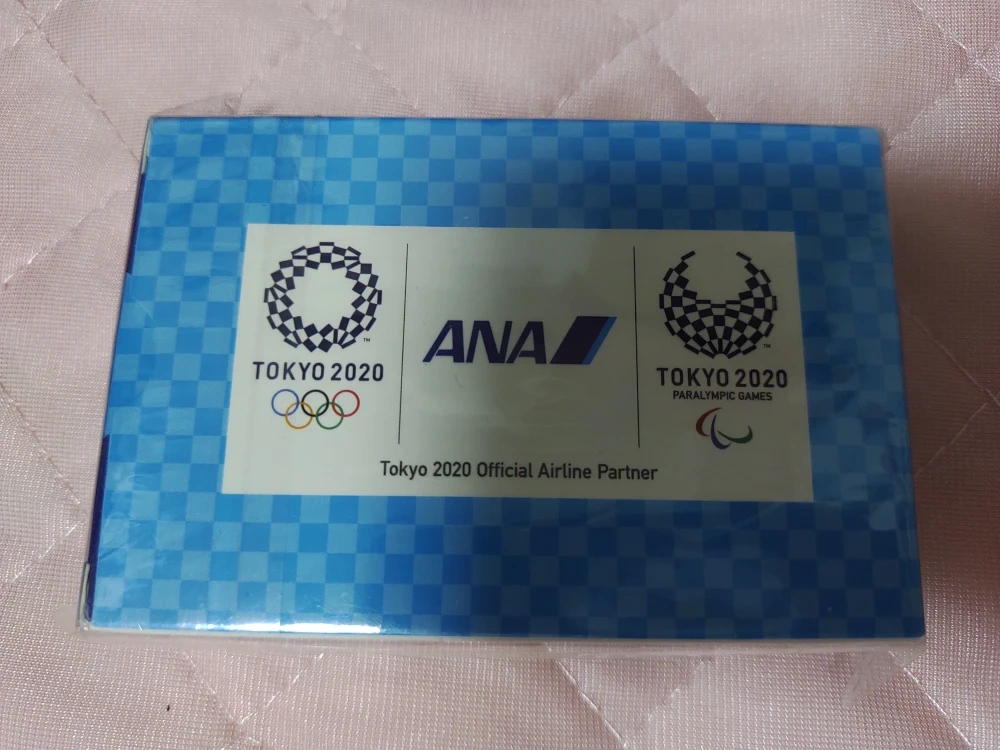 TOKYO 2020
ANA
TOKYO 2020
PARALYMPIC GAMES
Tokyo 2020 Official Airline Partner